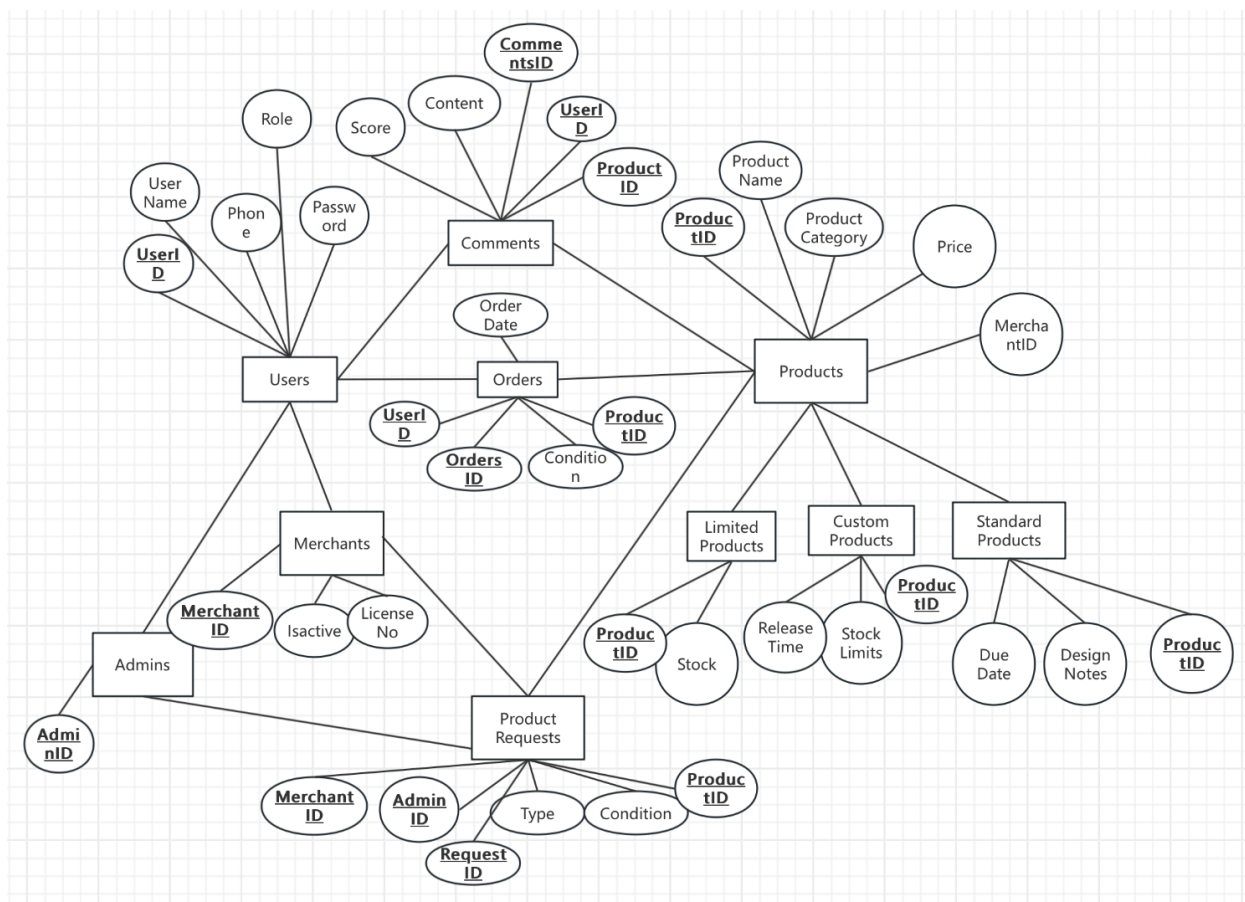 Comme
ntsID
Content
UserI
D
Score
Role
Product
ID
Product
Name
User
Name
Phon
e
Passw
ord
Produc
tID
Product
Category
Price
UserI
D
Comments
Order
Date
Mercha
ntID
Users
Orders
Products
UserI
D
Produc
tID
Orders
ID
Conditio
n
Merchants
Limited
Products
Custom
Products
Standard
Products
Merchant
ID
Isactive
License
No
Produc
tID
Stock
Release
Time
Stock
Limits
Produc
tID
Due
Date
Design
Notes
Produc
tID
Admins
Admi
nID
Product
Requests
Merchant
ID
Admin
ID
Type
Condition
Produc
tID
Request
ID